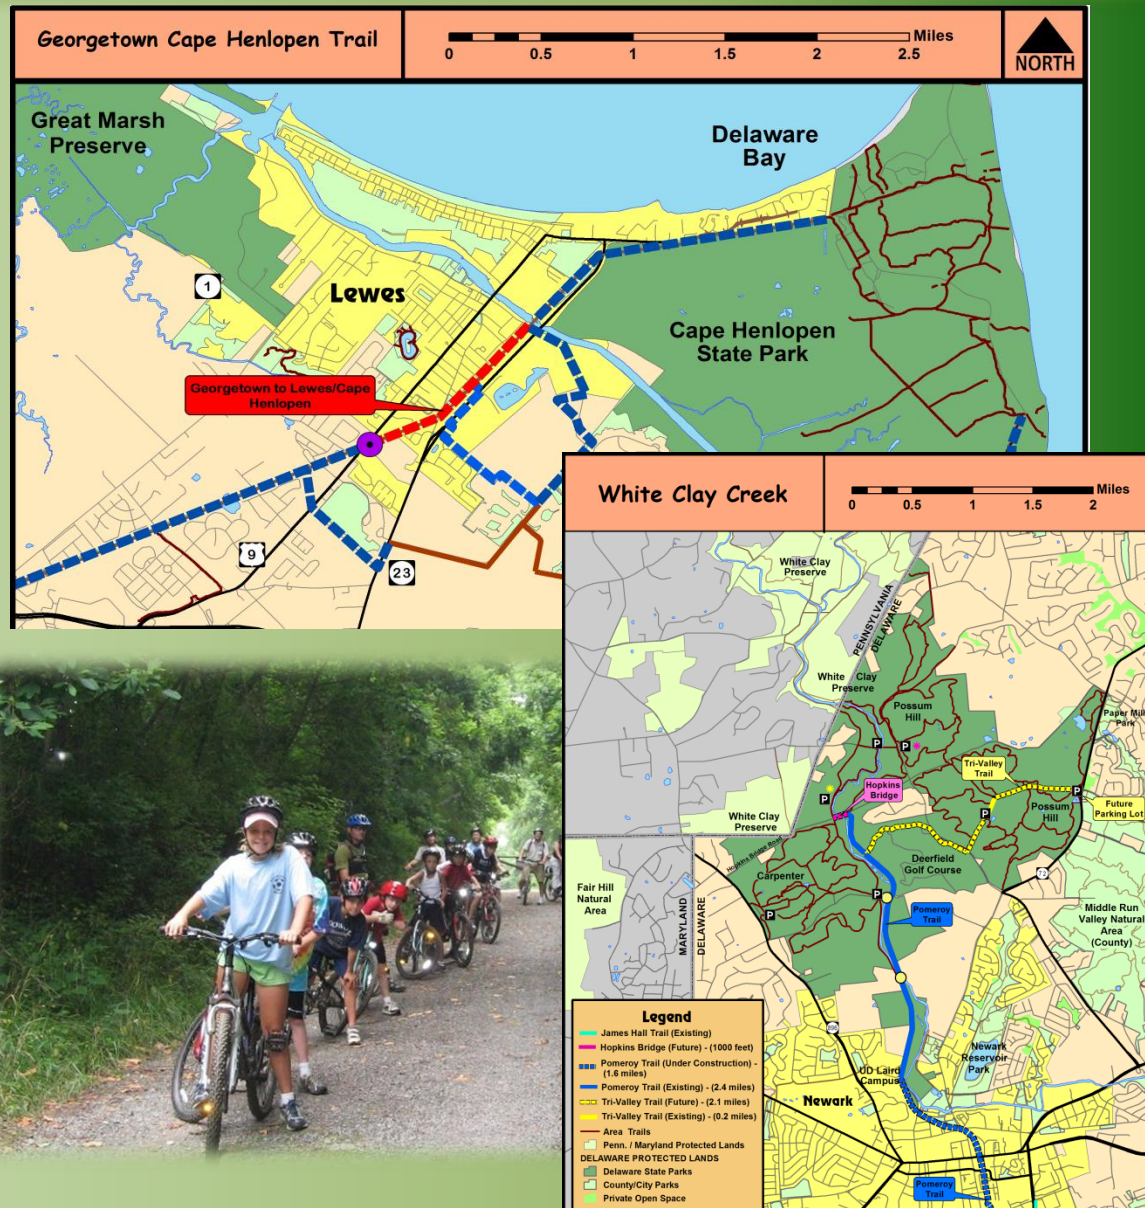 Georgetown Cape Henlopen Trail
Miles
0 0.5 1 1.5 2 2.5
NORTH
Great Marsh
Preserve
Delaware
Bay
1
Lewes
Cape Henlopen
State Park
Georgetown to Lewes/Cape
Henlopen
9
23
White Clay Creek
Miles
0 0.5 1 1.5 2
White Clay
Preserve
PENNSYLVANIA
DELAWARE
White Clay
Preserve
Possum
Hill
Paper Mill
Park
P
P
Tri-Valley
Trail
Hopkins
Bridge
P
P
Future
Parking Lot
Possum
Hill
P
White Clay
Preserve
Hopkins Bridge Road
Deerfield
Golf Course
Carpenter
72
Fair Hill
Natural
Area
P
P
Pomeroy
Trail
Middle Run
Valley Natural
Area
(County)
MARYLAND
DELAWARE
Legend
James Hall Trail (Existing)
Hopkins Bridge (Future) - (1000 feet)
Pomeroy Trail (Under Construction) -
(1.6 miles)
Pomeroy Trail (Existing) - (2.4 miles)
Tri-Valley Trail (Future) - (2.1 miles)
Tri-Valley Trail (Existing) - (0.2 miles)
Area Trails
Penn. / Maryland Protected Lands
DELAWARE PROTECTED LANDS
Delaware State Parks
County/City Parks
Private Open Space
896
Newark
Reservoir
Park
UD Laird
Campus
Newark
Pomeroy
Trail